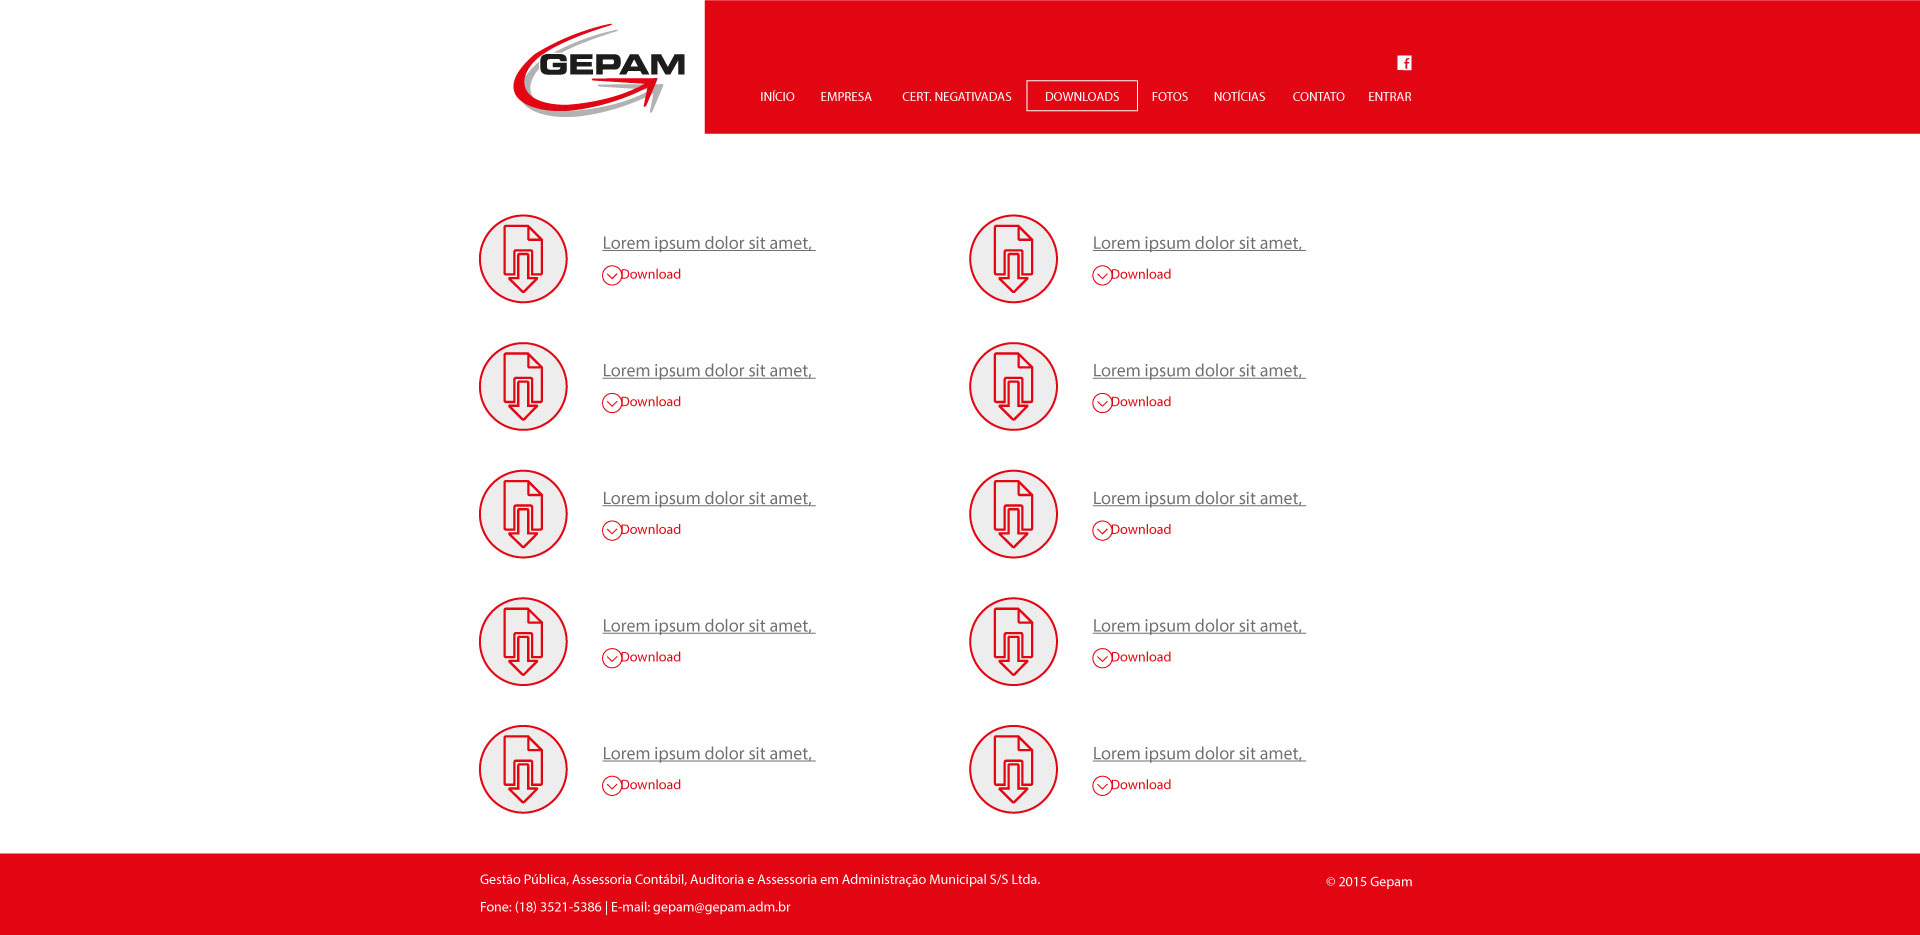 GEPAM
INÍCIO EMPRESA CERT. NEGATIVADAS DOWNLOADS FOTOS NOTÍCIAS CONTATO ENTRAR
Lorem ipsum dolor sit amet,
Download
Lorem ipsum dolor sit amet,
Download
Lorem ipsum dolor sit amet,
Download
Lorem ipsum dolor sit amet,
Download
Lorem ipsum dolor sit amet,
Download
Lorem ipsum dolor sit amet,
Download
Lorem ipsum dolor sit amet,
Download
Lorem ipsum dolor sit amet,
Download
Lorem ipsum dolor sit amet,
Download
Lorem ipsum dolor sit amet,
Download
Gestão Pública, Assessoria Contábil, Auditoria e Assessoria em Administração Municipal S/S Ltda.
Fone: (18) 3521-5386 | E-mail: gepam@gepam.adm.br
© 2015 Gepam